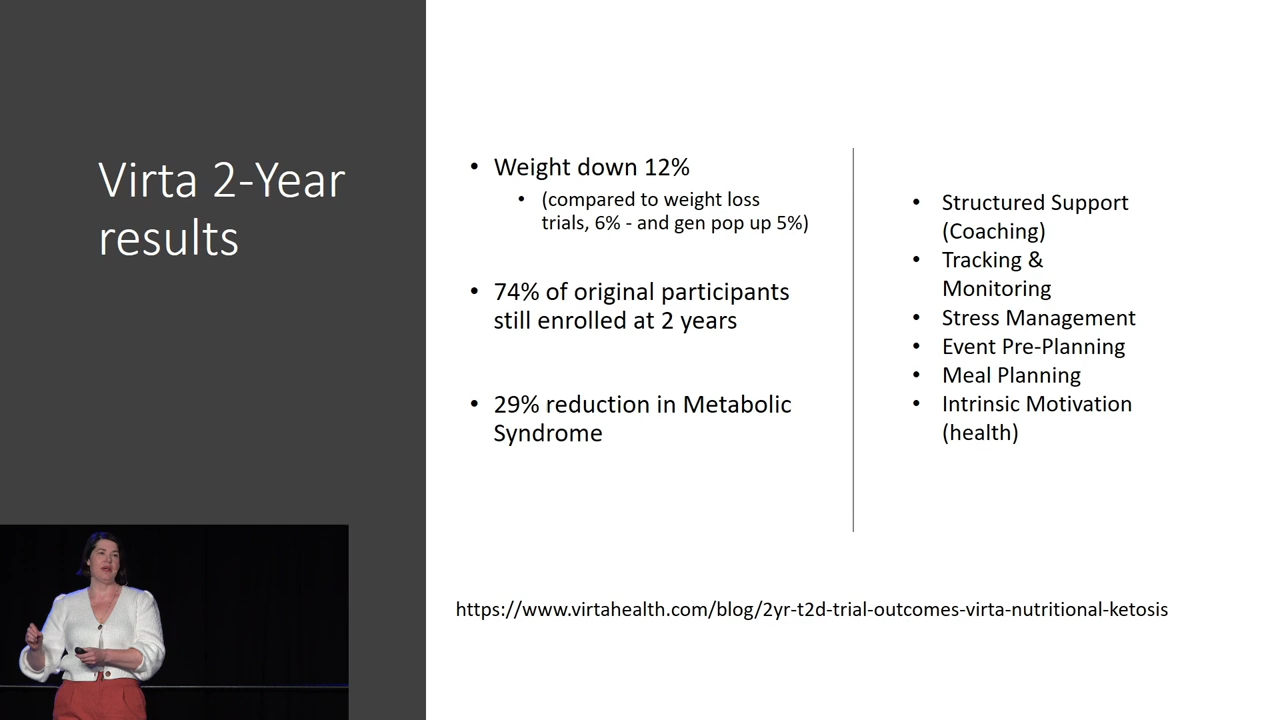 Virta 2-Year
results
• Weight down 12%
• (compared to weight loss
trials, 6% - and gen pop up 5%)
• 74% of original participants
still enrolled at 2 years
• 29% reduction in Metabolic
Syndrome
• Structured Support
(Coaching)
• Tracking &
Monitoring
• Stress Management
• Event Pre-Planning
• Meal Planning
• Intrinsic Motivation
(health)
https://www.virtahealth.com/blog/2yr-t2d-trial-outcomes-virta-nutritional-ketosis